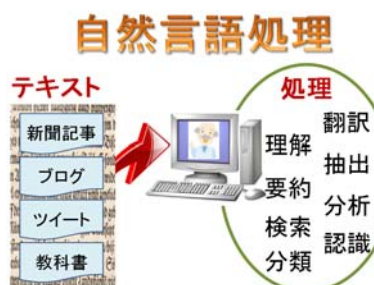 自然言語処理
テキスト
新聞記事
ブログ
ツイート
教科書
処理
理解
要約
検索
分類
翻訳
抽出
分析
認識